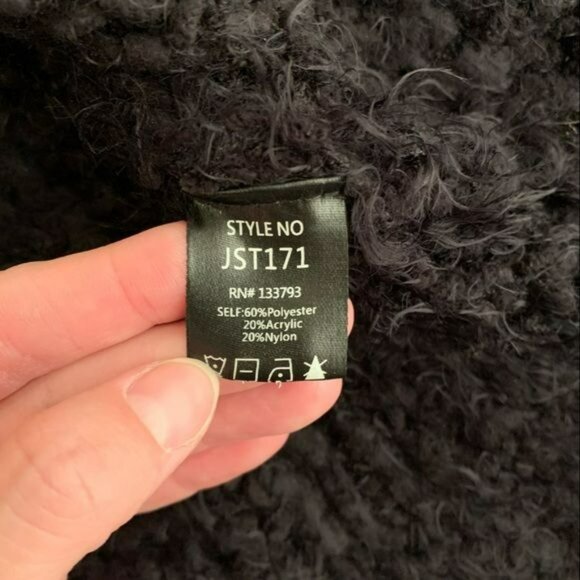 STYLE NO
JST171
RN# 133793
SELF:60%Polyester
20%Acrylic
20%Nylon